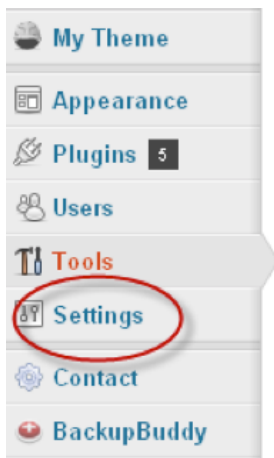 My Theme
Appearance
Plugins 5
Users
Tools
Settings
Contact
BackupBuddy